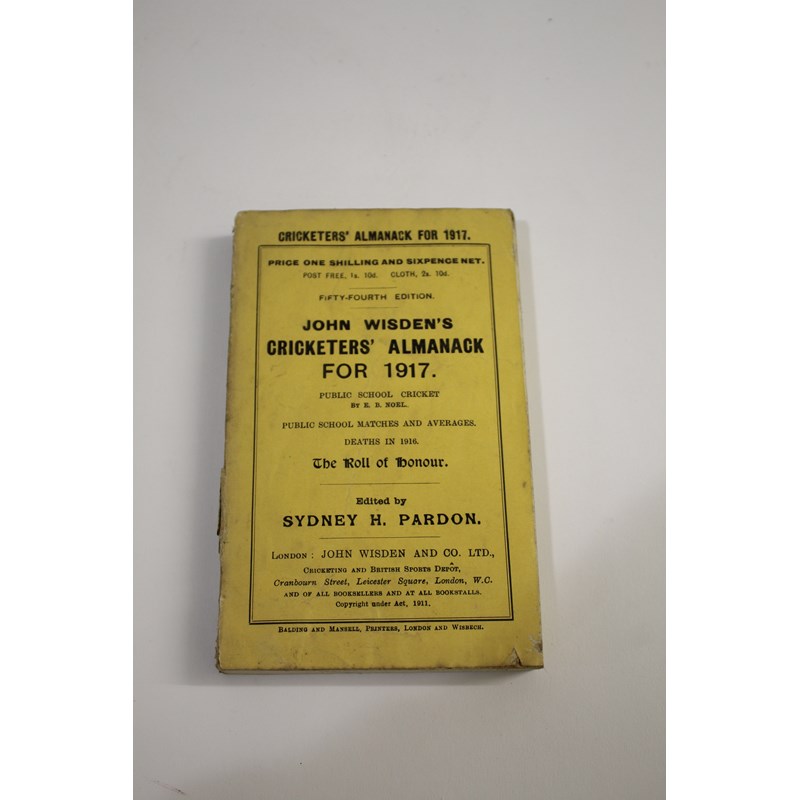 CRICKETERS' ALMANACK FOR 1917.
PRICE ONE SHILLING AND SIXPENCE NET.
POST FREE, 1s. 10d. CLOTH, 2s. 10d.
FIFTY-FOURTH EDITION.
JOHN WISDEN'S
CRICKETERS' ALMANACK
FOR 1917.
PUBLIC SCHOOL CRICKET
BY E. B. NOEL.
PUBLIC SCHOOL MATCHES AND AVERAGES.
DEATHS IN 1916.
The Roll of Honour.
Edited by
SYDNEY H. PARDON.
LONDON: JOHN WISDEN AND CO. LTD.,
CRICKETING AND BRITISH SPORTS DEPÔT,
Cranbourn Street, Leicester Square, London, W.C.
AND OF ALL BOOKSELLERS AND AT ALL BOOKSTALLS.
Copyright under Act, 1911.
BALDING AND MANSELL, PRINTERS, LONDON AND WISBECH.